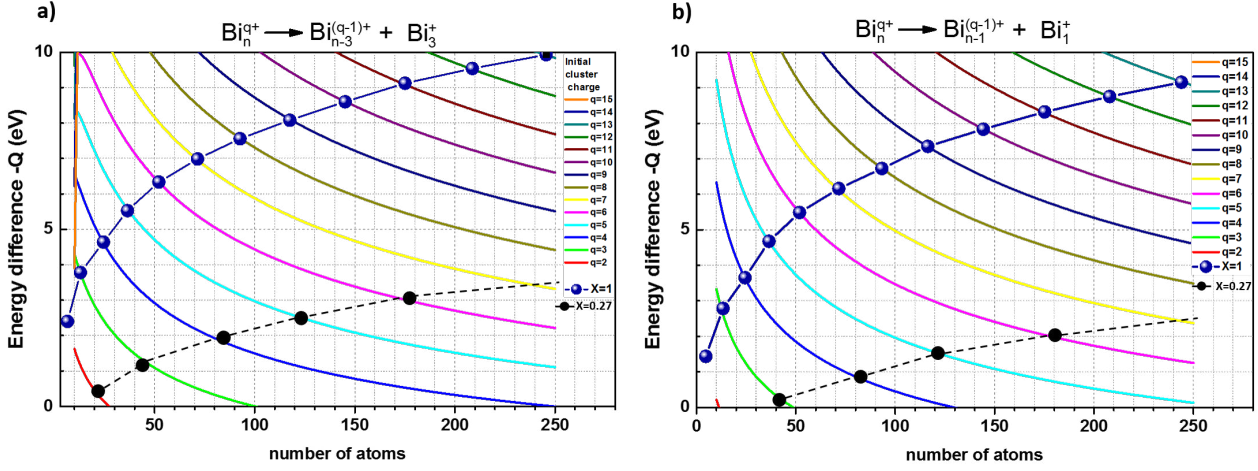 a)
Bi_n^{q+} → Bi_{n-3}^{(q-1)+} + Bi_3^+
Energy difference -Q (eV)
10
5
0
50
100
150
200
250
number of atoms
Initial
cluster
charge
q=15
q=14
q=13
q=12
q=11
q=10
q=9
q=8
q=7
q=6
q=5
q=4
q=3
q=2
X=1
X=0.27
b)
Bi_n^{q+} → Bi_{n-1}^{(q-1)+} + Bi_1^+
Energy difference -Q (eV)
10
5
0
0
50
100
150
200
250
number of atoms
q=15
q=14
q=13
q=12
q=11
q=10
q=9
q=8
q=7
q=6
q=5
q=4
q=3
q=2
X=1
X=0.27